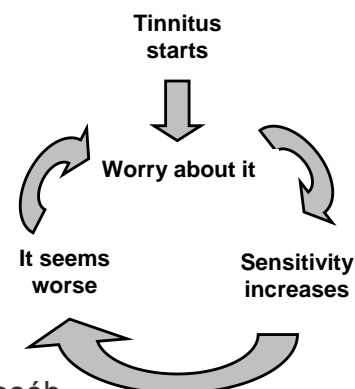 Tinnitus
starts
Worry about it
It seems
worse
Sensitivity
increases